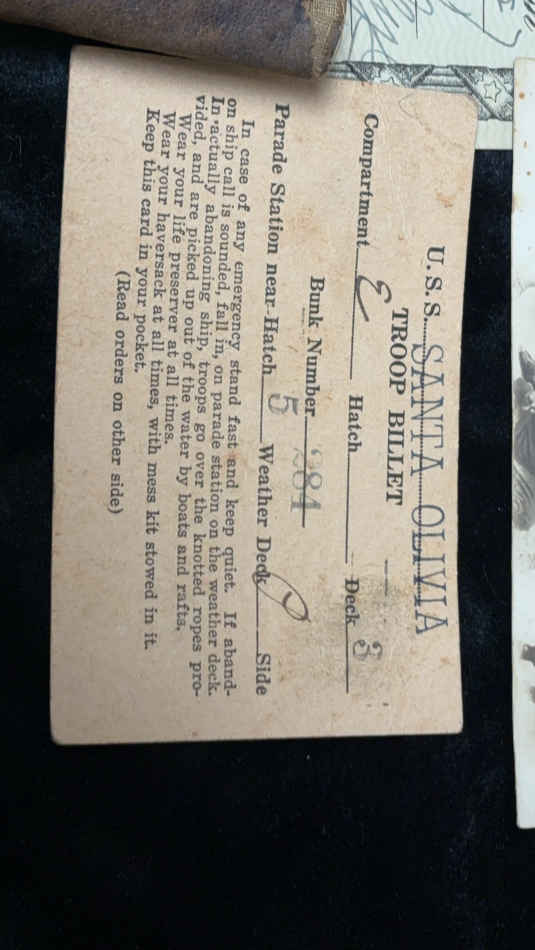 U. S. S. SANTA OLIVIA
TROOP BILLET
Compartment E Hatch Deck 3
Bunk Number 284
Parade Station near Hatch 5 Weather Deck Side
In case of any emergency stand fast and keep quiet. If aband-
on ship call is sounded, fall in, on parade station on the weather deck.
In actually abandoning ship, troops go over the knotted ropes pro-
vided, and are picked up out of the water by boats and rafts.
Wear your life preserver at all times.
Wear your haversack at all times, with mess kit stowed in it.
Keep this card in your pocket.
(Read orders on other side)